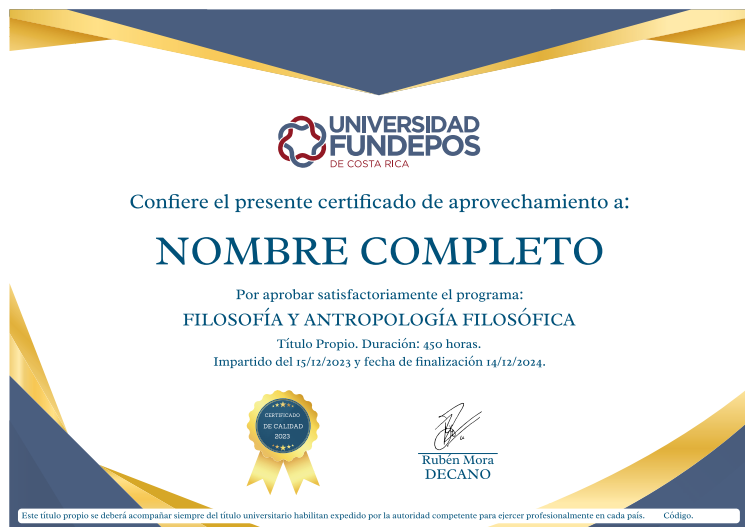 UNIVERSIDAD
FUNDEPOS
DE COSTA RICA
Confiere el presente certificado de aprovechamiento a:
NOMBRE COMPLETO
Por aprobar satisfactoriamente el programa:
FILOSOFÍA Y ANTROPOLOGÍA FILOSÓFICA
Título Propio. Duración: 450 horas.
Impartido del 15/12/2023 y fecha de finalización 14/12/2024.
CERTIFICADO
DE CALIDAD
2023
Rubén Mora
DECANO
Este título propio se deberá acompañar siempre del título universitario habilitan expedido por la autoridad competente para ejercer profesionalmente en cada país. Código.